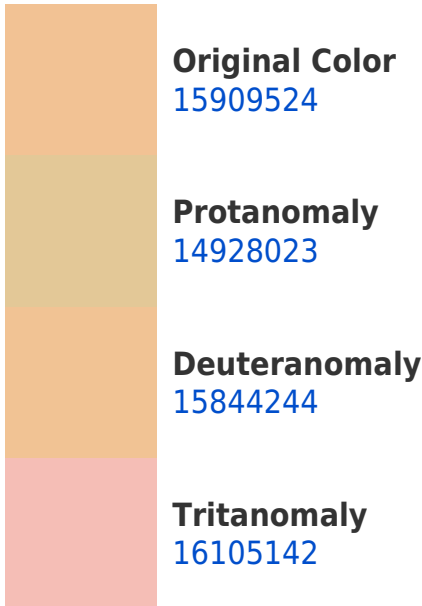 Original Color
15909524
Protanomaly
14928023
Deuteranomaly
15844244
Tritanomaly
16105142